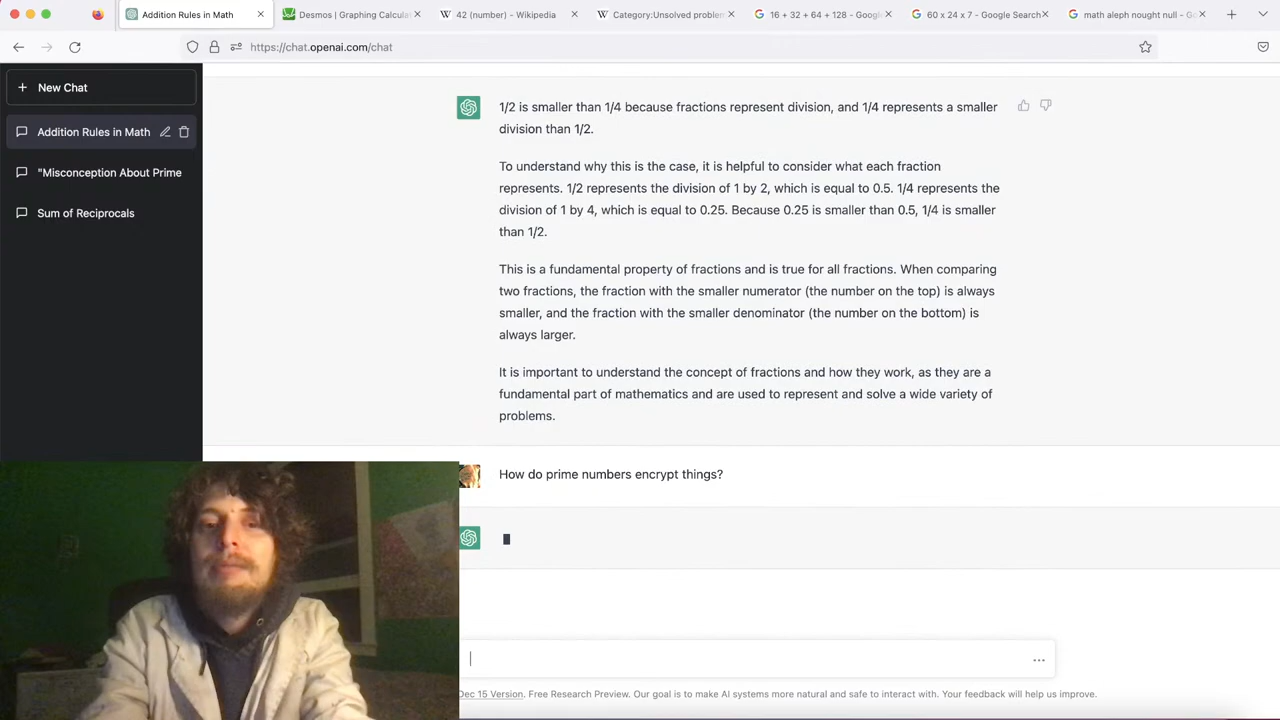 Addition Rules in Math
Desmos | Graphing Calcula
42 (number) - Wikipedia
Category:Unsolved problem
16 + 32 + 64 + 128 - Google
60 x 24 x 7 - Google Search
math aleph nought null - Go
https://chat.openai.com/chat
New Chat
Addition Rules in Math
"Misconception About Prime
Sum of Reciprocals
1/2 is smaller than 1/4 because fractions represent division, and 1/4 represents a smaller
division than 1/2.
To understand why this is the case, it is helpful to consider what each fraction
represents. 1/2 represents the division of 1 by 2, which is equal to 0.5. 1/4 represents the
division of 1 by 4, which is equal to 0.25. Because 0.25 is smaller than 0.5, 1/4 is smaller
than 1/2.
This is a fundamental property of fractions and is true for all fractions. When comparing
two fractions, the fraction with the smaller numerator (the number on the top) is always
smaller, and the fraction with the smaller denominator (the number on the bottom) is
always larger.
It is important to understand the concept of fractions and how they work, as they are a
fundamental part of mathematics and are used to represent and solve a wide variety of
problems.
How do prime numbers encrypt things?
Dec 15 Version. Free Research Preview. Our goal is to make AI systems more natural and safe to interact with. Your feedback will help us improve.